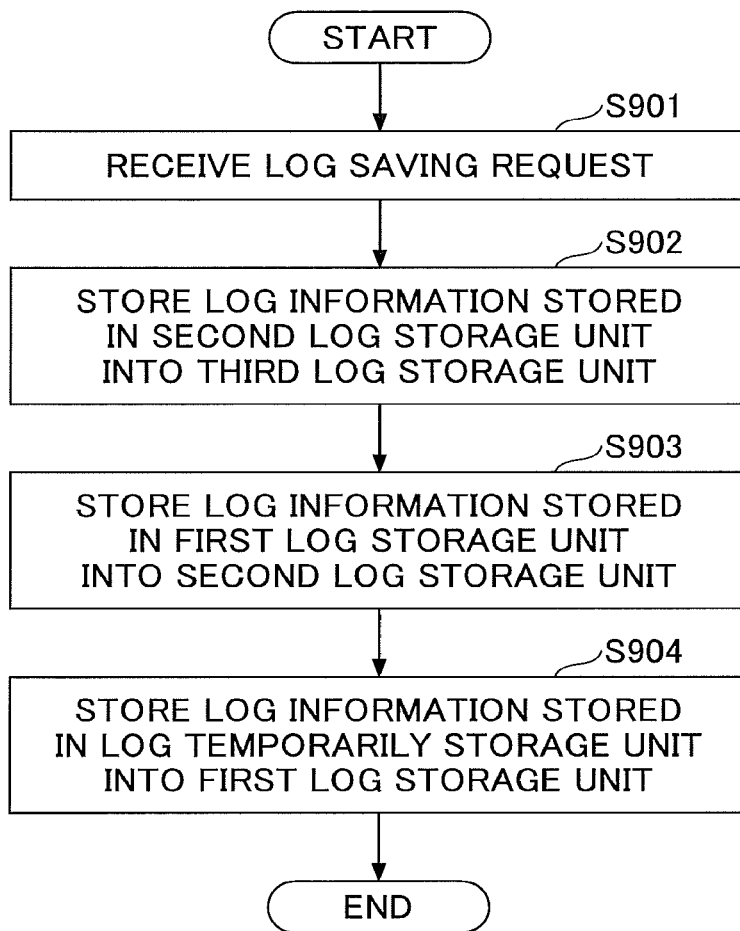 START
S901
RECEIVE LOG SAVING REQUEST
S902
STORE LOG INFORMATION STORED
IN SECOND LOG STORAGE UNIT
INTO THIRD LOG STORAGE UNIT
S903
STORE LOG INFORMATION STORED
IN FIRST LOG STORAGE UNIT
INTO SECOND LOG STORAGE UNIT
S904
STORE LOG INFORMATION STORED
IN LOG TEMPORARILY STORAGE UNIT
INTO FIRST LOG STORAGE UNIT
END